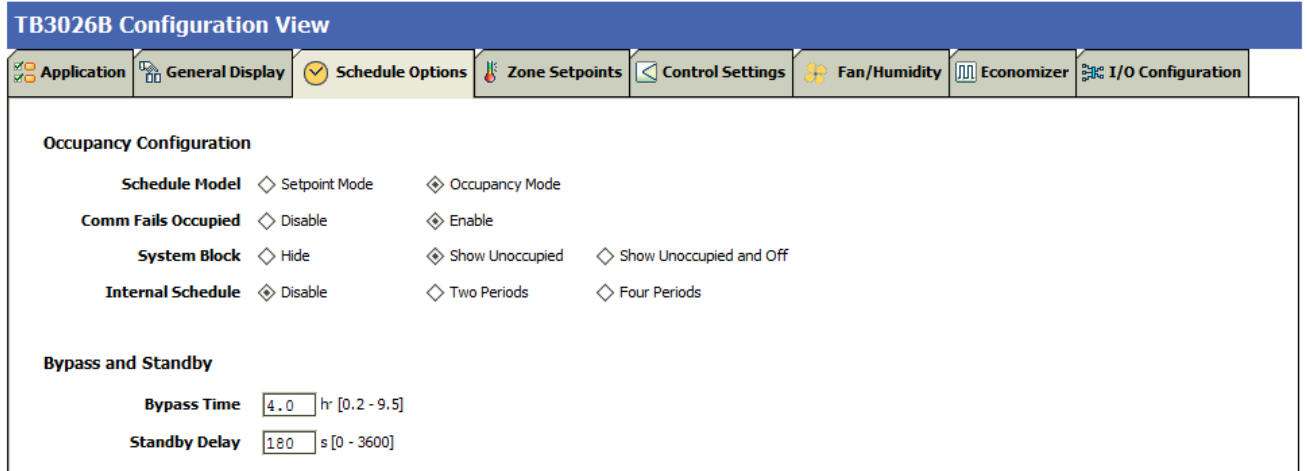 TB3026B Configuration View
Application General Display Schedule Options Zone Setpoints Control Settings Fan/Humidity Economizer I/O Configuration
Occupancy Configuration
Schedule Model Setpoint Mode Occupancy Mode
Comm Fails Occupied Disable Enable
System Block Hide Show Unoccupied Show Unoccupied and Off
Internal Schedule Disable Two Periods Four Periods
Bypass and Standby
Bypass Time 4.0 hr [0.2 - 9.5]
Standby Delay 180 s [0 - 3600]